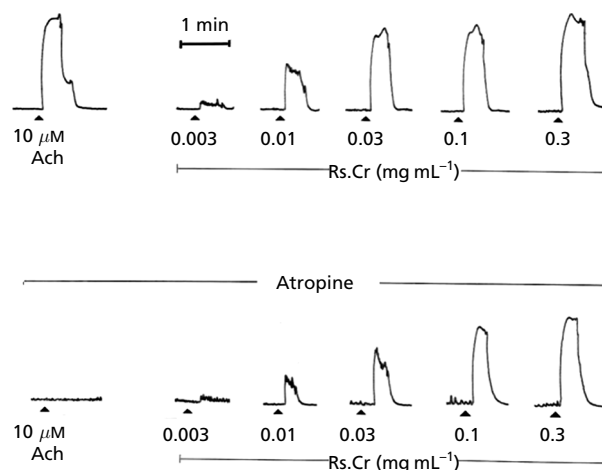 1 min
10 μM
Ach
0.003 0.01 0.03 0.1 0.3
Rs.Cr (mg mL⁻¹)
Atropine
10 μM
Ach
0.003 0.01 0.03 0.1 0.3
Rs.Cr (mg mL⁻¹)